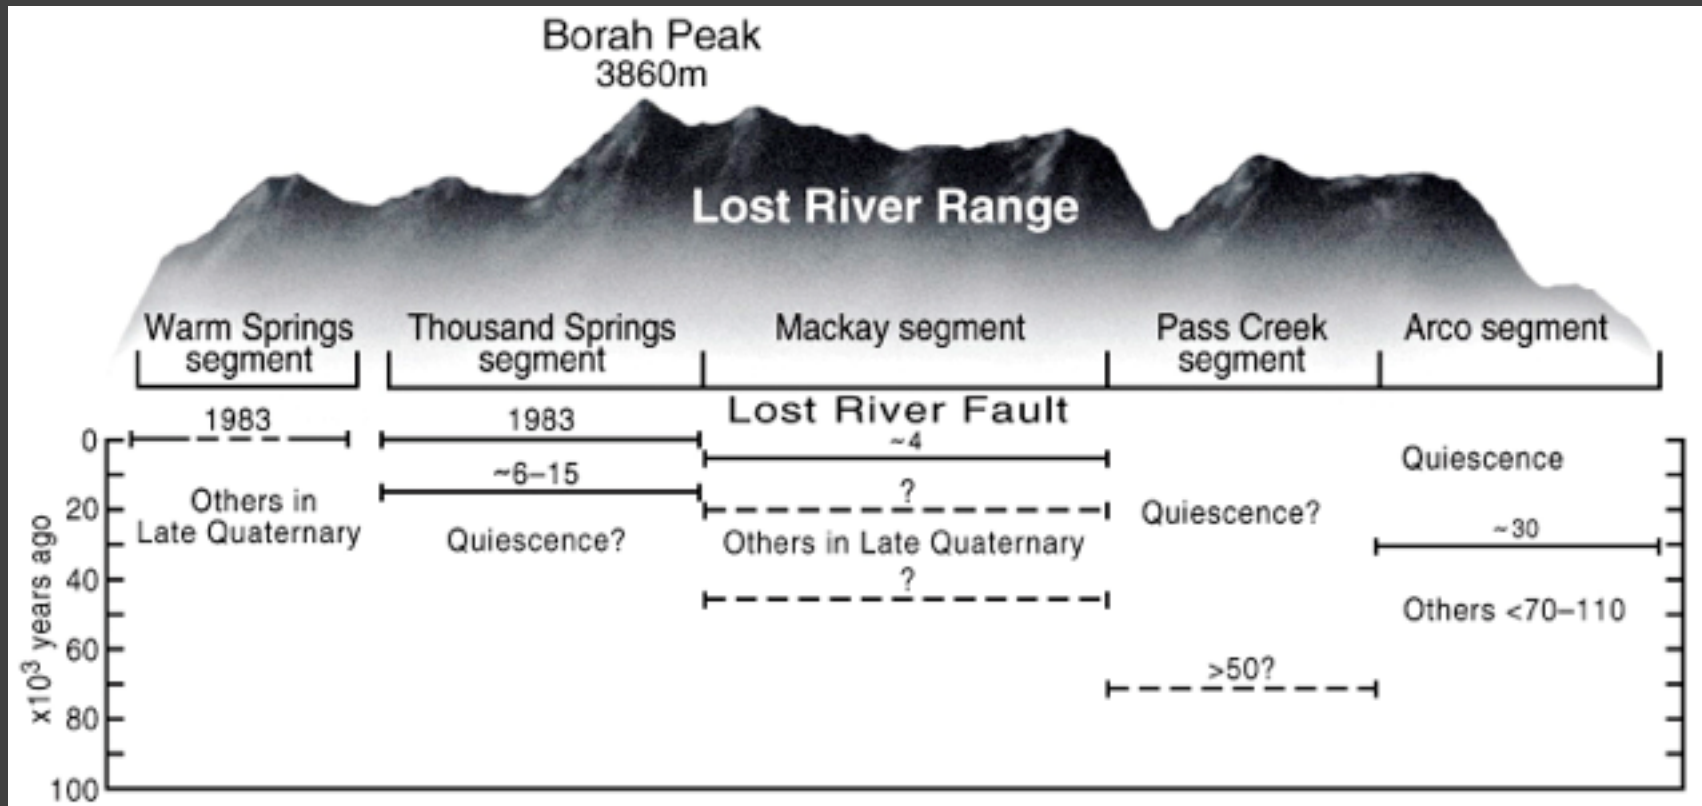 Borah Peak
3860m
Lost River Range
Warm Springs
segment
Thousand Springs
segment
Mackay segment
Pass Creek
segment
Arco segment
Lost River Fault
1983
1983
~4
~6–15
?
?
Others in
Late Quaternary
Quiescence?
Others in Late Quaternary
Quiescence?
>50?
Quiescence
~30
Others <70–110
x10³ years ago
0
20
40
60
80
100